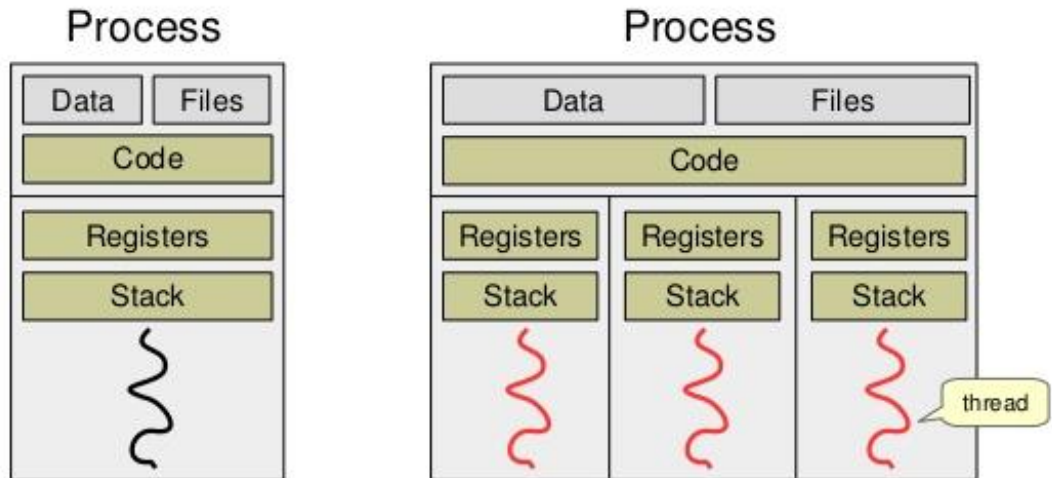 Process Process
Data Files Data Files
Code Code
Registers Registers Registers Registers
Stack Stack Stack Stack
thread